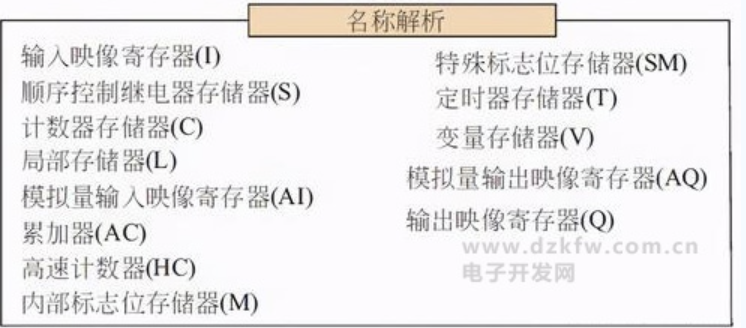 名称解析
输入映像寄存器(I)
顺序控制继电器存储器(S)
计数器存储器(C)
局部存储器(L)
模拟量输入映像寄存器(AI)
累加器(AC)
高速计数器(HC)
内部标志位存储器(M)
特殊标志位存储器(SM)
定时器存储器(T)
变量存储器(V)
模拟量输出映像寄存器(AQ)
输出映像寄存器(Q)
www.dzkfw.com.cn
电子开发网